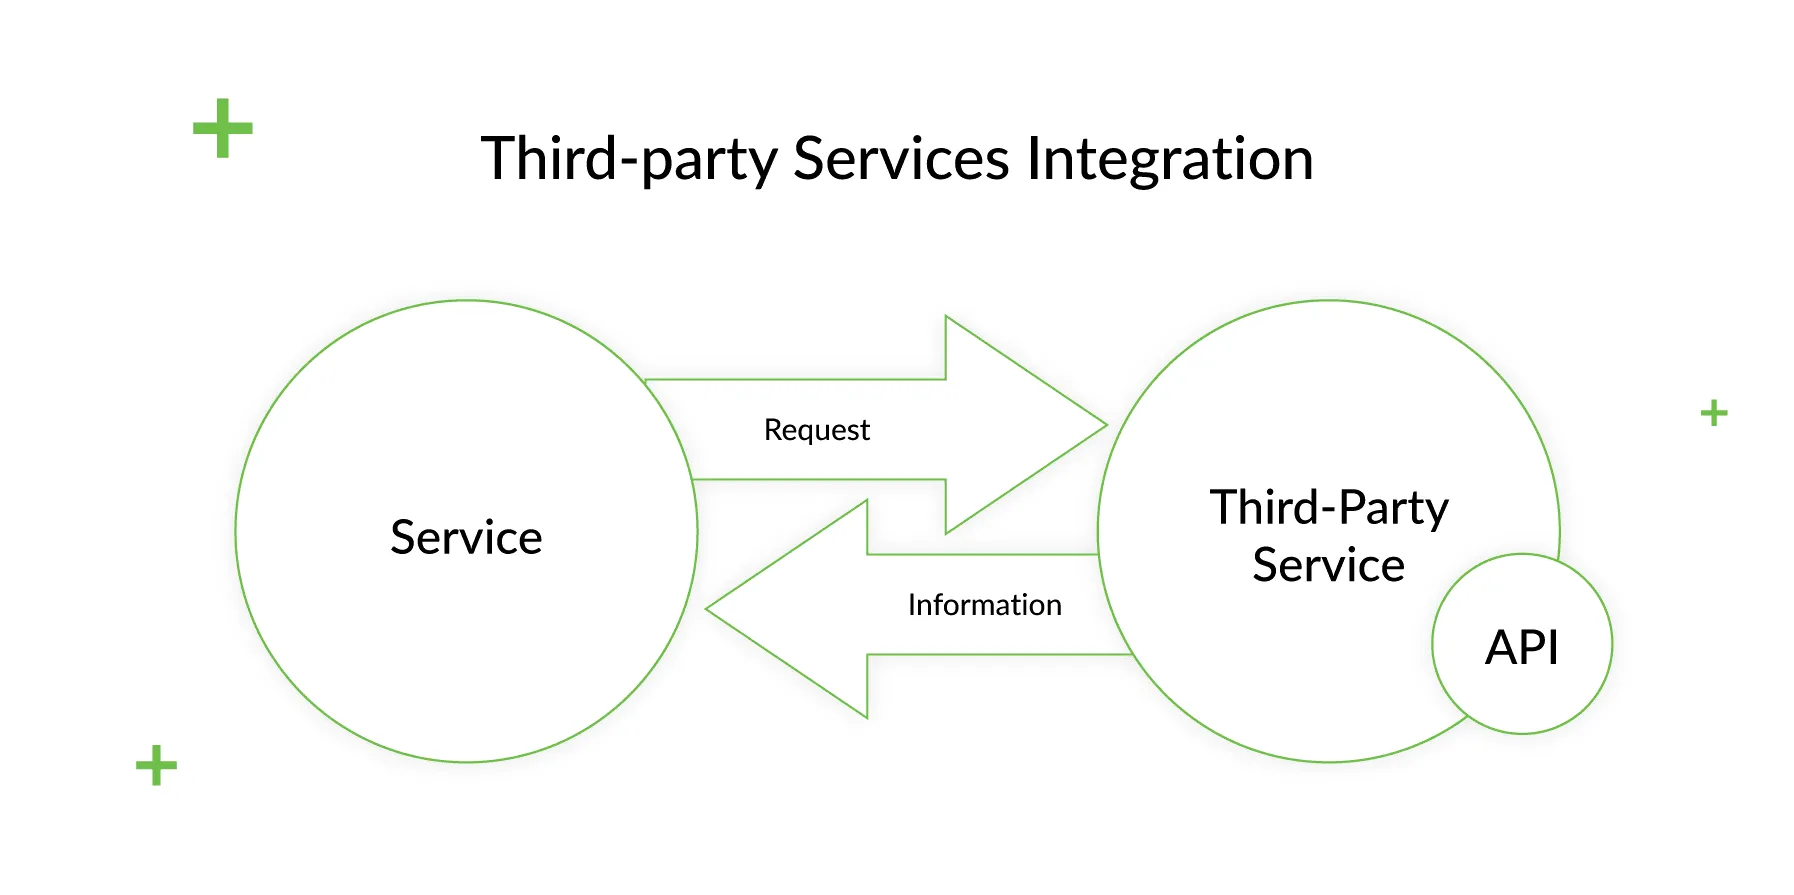 Third-party Services Integration
Request
Service
Third-Party
Service
Information
API